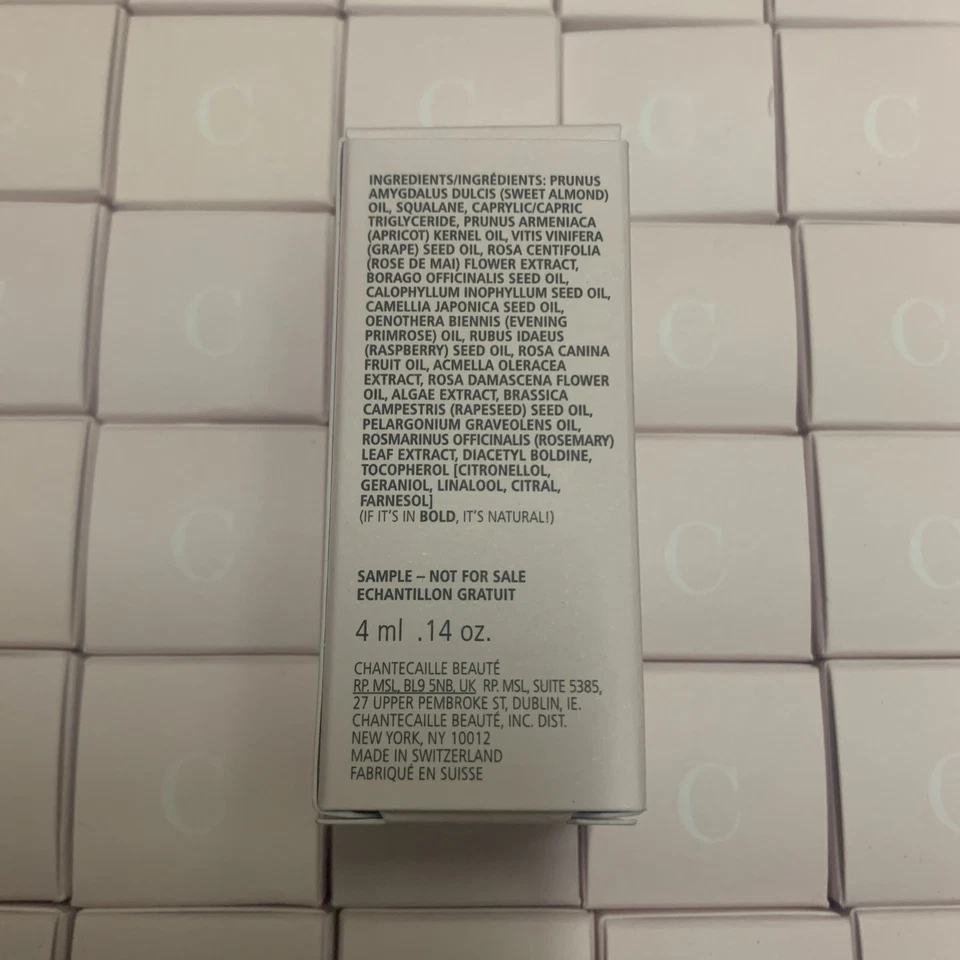 C
C
C
C
INGREDIENTS/INGRÉDIENTS: PRUNUS
AMYGDALUS DULCIS (SWEET ALMOND)
OIL, SQUALANE, CAPRYLIC/CAPRIC
TRIGLYCERIDE, PRUNUS ARMENIACA
(APRICOT) KERNEL OIL, VITIS VINIFERA
(GRAPE) SEED OIL, ROSA CENTIFOLIA
(ROSE DE MAI) FLOWER EXTRACT,
BORAGO OFFICINALIS SEED OIL,
CALOPHYLLUM INOPHYLLUM SEED OIL,
CAMELLIA JAPONICA SEED OIL,
OENOTHERA BIENNIS (EVENING
PRIMROSE) OIL, RUBUS IDAEUS
(RASPBERRY) SEED OIL, ROSA CANINA
FRUIT OIL, ACMELLA OLERACEA
EXTRACT, ROSA DAMASCENA FLOWER
OIL, ALGAE EXTRACT, BRASSICA
CAMPESTRIS (RAPESEED) SEED OIL,
PELARGONIUM GRAVEOLENS OIL,
ROSMARINUS OFFICINALIS (ROSEMARY)
LEAF EXTRACT, DIACETYL BOLDINE,
TOCOPHEROL [CITRONELLOL,
GERANIOL, LINALOOL, CITRAL,
FARNESOL]
(IF IT'S IN BOLD, IT'S NATURAL!)
SAMPLE – NOT FOR SALE
ECHANTILLON GRATUIT
4 ml .14 oz.
CHANTECAILLE BEAUTÉ
RP. MSL, BL9 5NB, UK RP. MSL, SUITE 5385,
27 UPPER PEMBROKE ST, DUBLIN, IE.
CHANTECAILLE BEAUTÉ, INC. DIST.
NEW YORK, NY 10012
MADE IN SWITZERLAND
FABRIQUÉ EN SUISSE
C
C
C
C
C
C
C
C
C